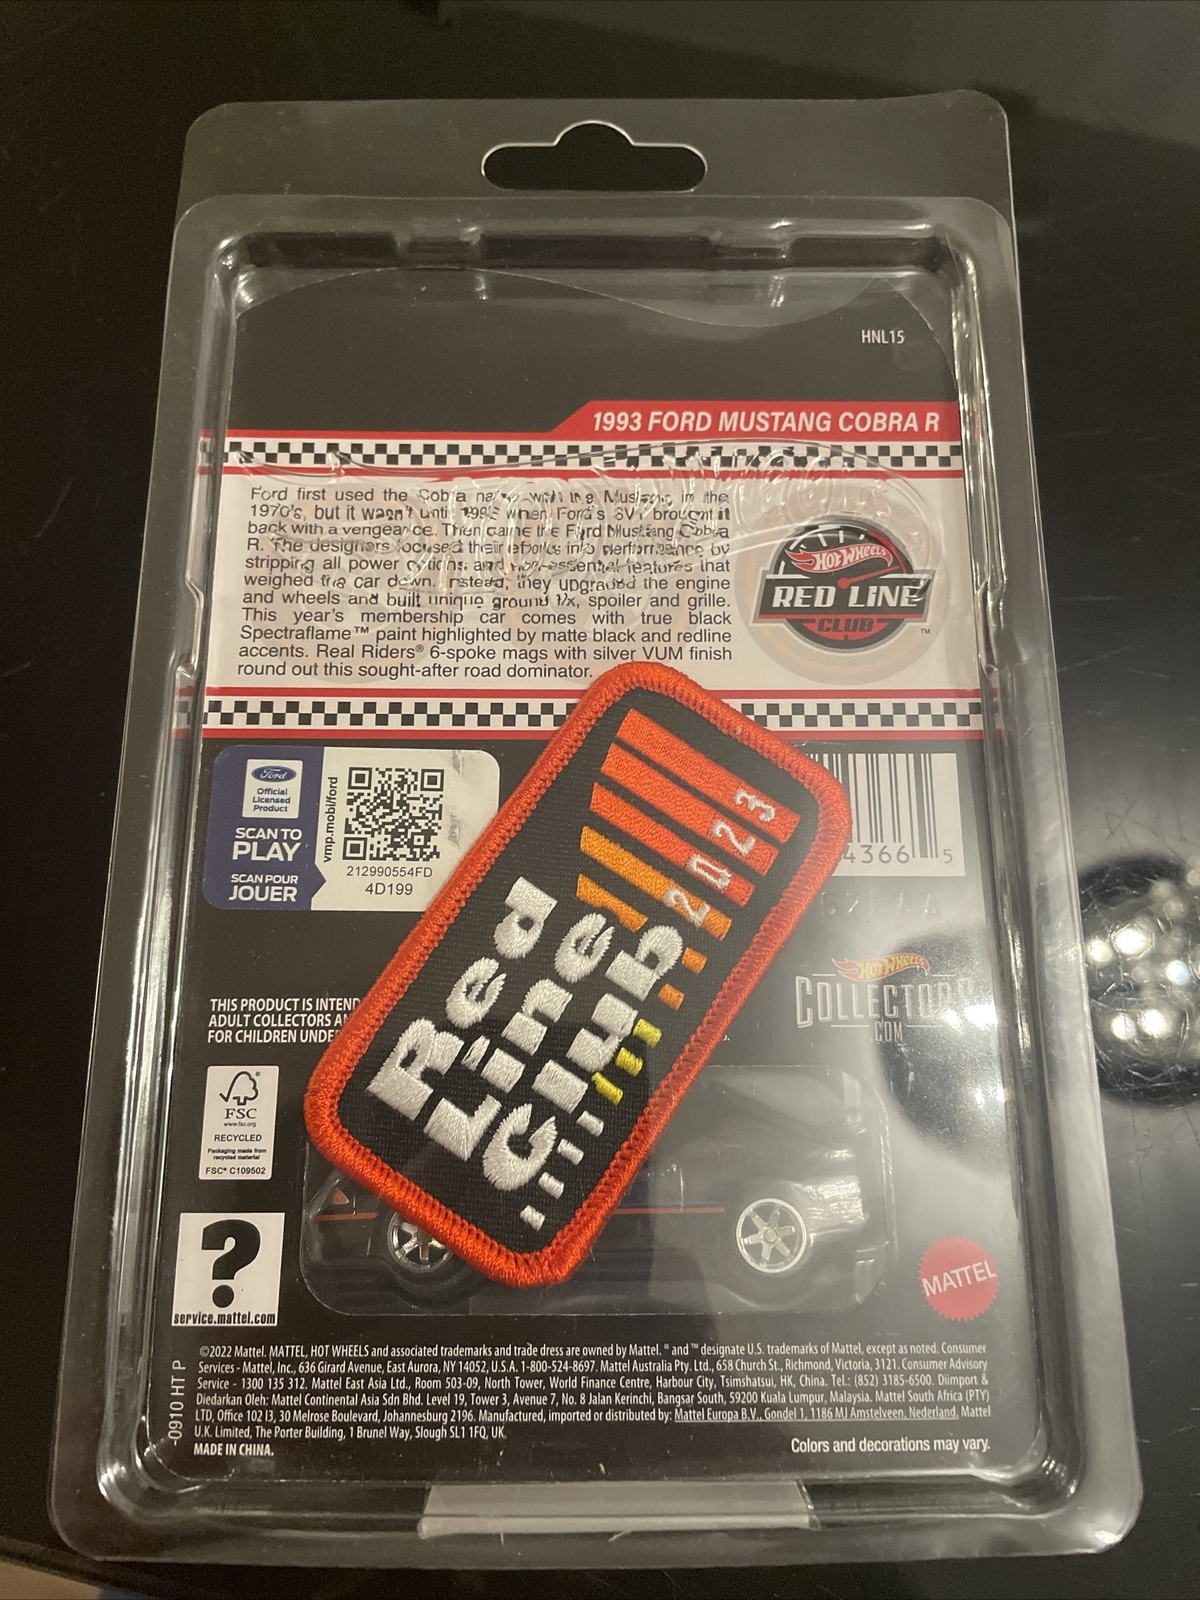 HNL15
1993 FORD MUSTANG COBRA R
Ford first used the Cobra name with the Mustang in the
1970's, but it wasn't until 1993 when Ford's SVT brought it
back with a vengeance. Then came the Ford Mustang Cobra
R. The designers focused their efforts into performance by
stripping all power options and non-essential features that
weighed the car down. Instead, they upgraded the engine
and wheels and built unique ground f/x, spoiler and grille.
This year's membership car comes with true black
Spectraflame™ paint highlighted by matte black and redline
accents. Real Riders® 6-spoke mags with silver VUM finish
round out this sought-after road dominator.
HOT WHEELS
RED LINE
CLUB
™
Ford
Official
Licensed
Product
SCAN TO
PLAY
SCAN POUR
JOUER
vmp.mobi/ford
212990554FD
4D199
4366 5
Red
Line
Club 2023
THIS PRODUCT IS INTEND
ADULT COLLECTORS AN
FOR CHILDREN UNDE
HOT WHEELS
COLLECTORS
.COM
FSC
www.fsc.org
RECYCLED
Packaging made from
recycled material
FSC® C109502
?
service.mattel.com
MATTEL
©2022 Mattel. MATTEL, HOT WHEELS and associated trademarks and trade dress are owned by Mattel. ® and ™ designate U.S. trademarks of Mattel, except as noted. Consumer
Services - Mattel, Inc., 636 Girard Avenue, East Aurora, NY 14052, U.S.A. 1-800-524-8697. Mattel Australia Pty. Ltd., 658 Church St., Richmond, Victoria, 3121. Consumer Advisory
Service - 1300 135 312. Mattel East Asia Ltd., Room 503-09, North Tower, World Finance Centre, Harbour City, Tsimshatsui, HK, China. Tel.: (852) 3185-6500. Diimport &
Diedarkan Oleh: Mattel Continental Asia Sdn Bhd. Level 19, Tower 3, Avenue 7, No. 8 Jalan Kerinchi, Bangsar South, 59200 Kuala Lumpur, Malaysia. Mattel South Africa (PTY)
LTD, Office 102 I3, 30 Melrose Boulevard, Johannesburg 2196. Manufactured, imported or distributed by: Mattel Europa B.V., Gondel 1, 1186 MJ Amstelveen, Nederland. Mattel
U.K. Limited, The Porter Building, 1 Brunel Way, Slough SL1 1FQ, UK.
MADE IN CHINA.
Colors and decorations may vary.
-0910 HT P